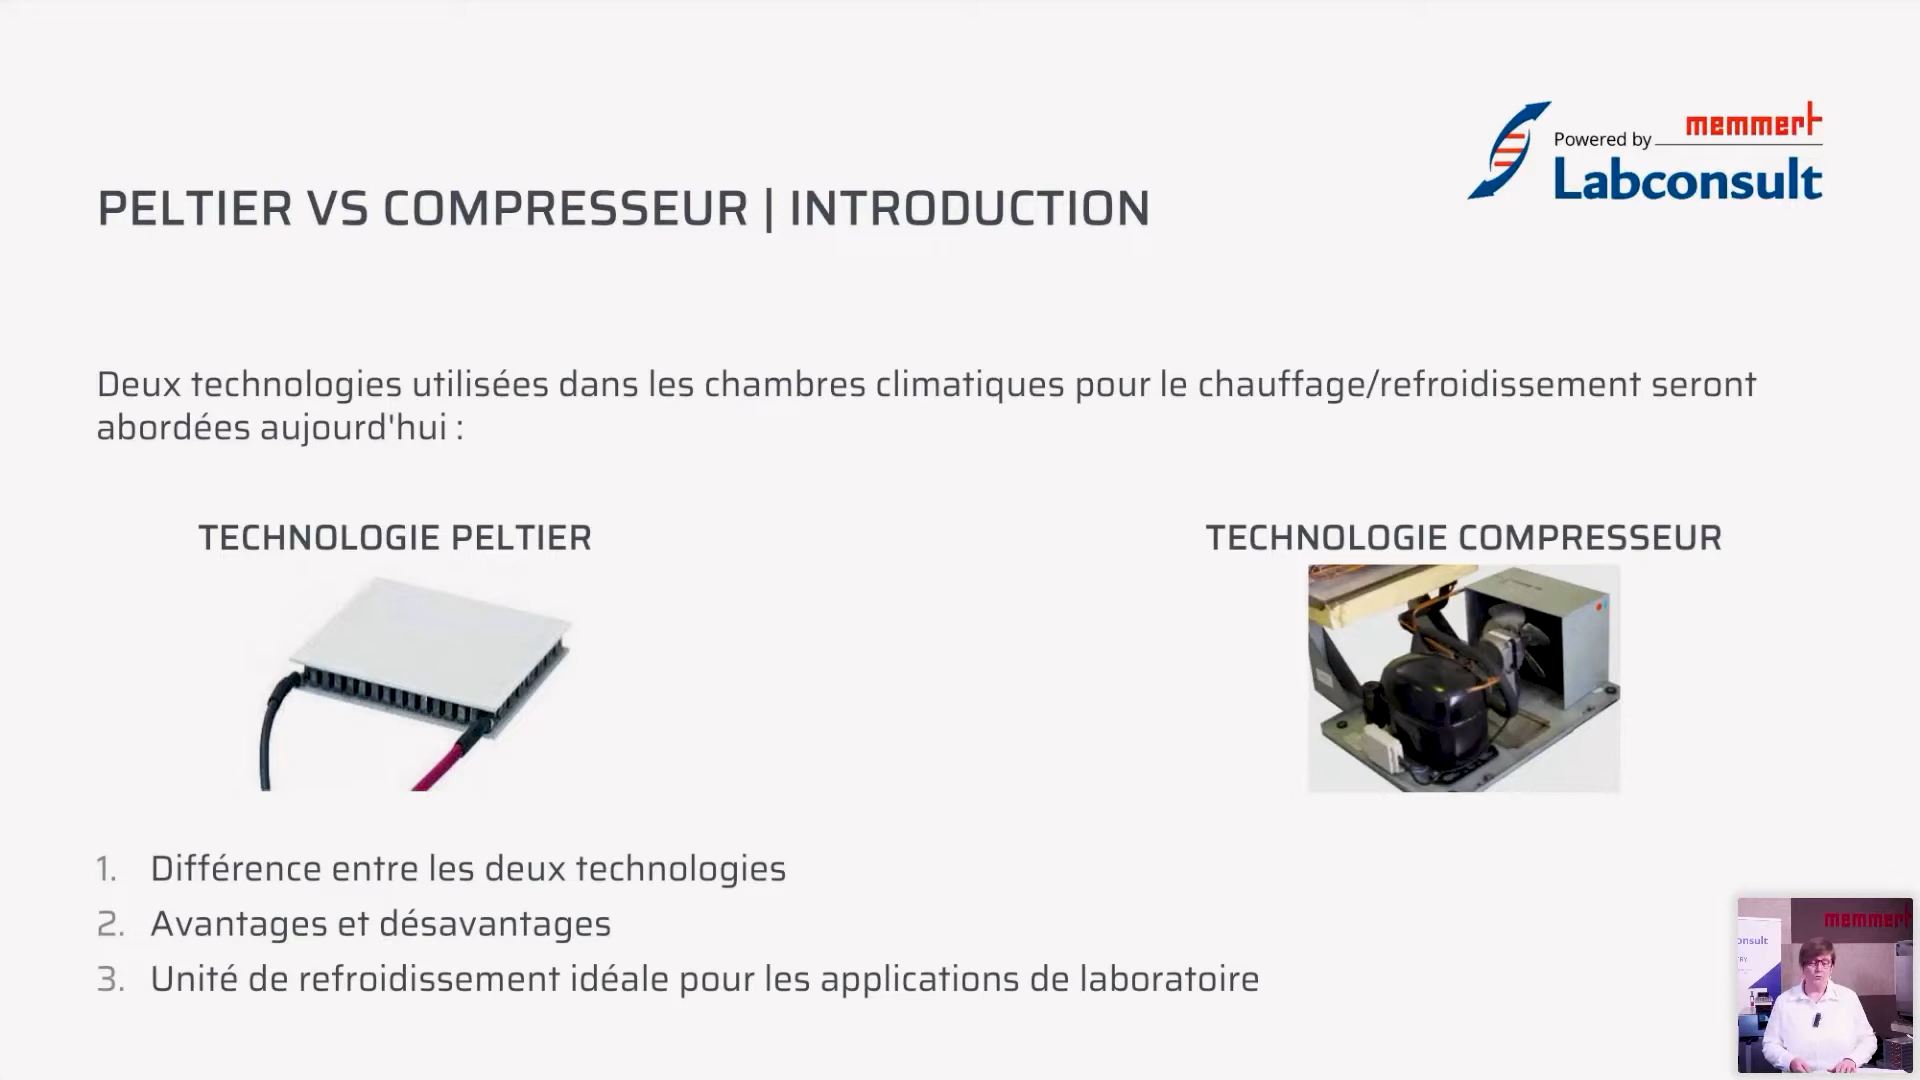 memmert
Powered by
Labconsult
PELTIER VS COMPRESSEUR | INTRODUCTION
Deux technologies utilisées dans les chambres climatiques pour le chauffage/refroidissement seront
abordées aujourd'hui :
TECHNOLOGIE PELTIER
TECHNOLOGIE COMPRESSEUR
1. Différence entre les deux technologies
2. Avantages et désavantages
3. Unité de refroidissement idéale pour les applications de laboratoire
memmert
onsult
TRY